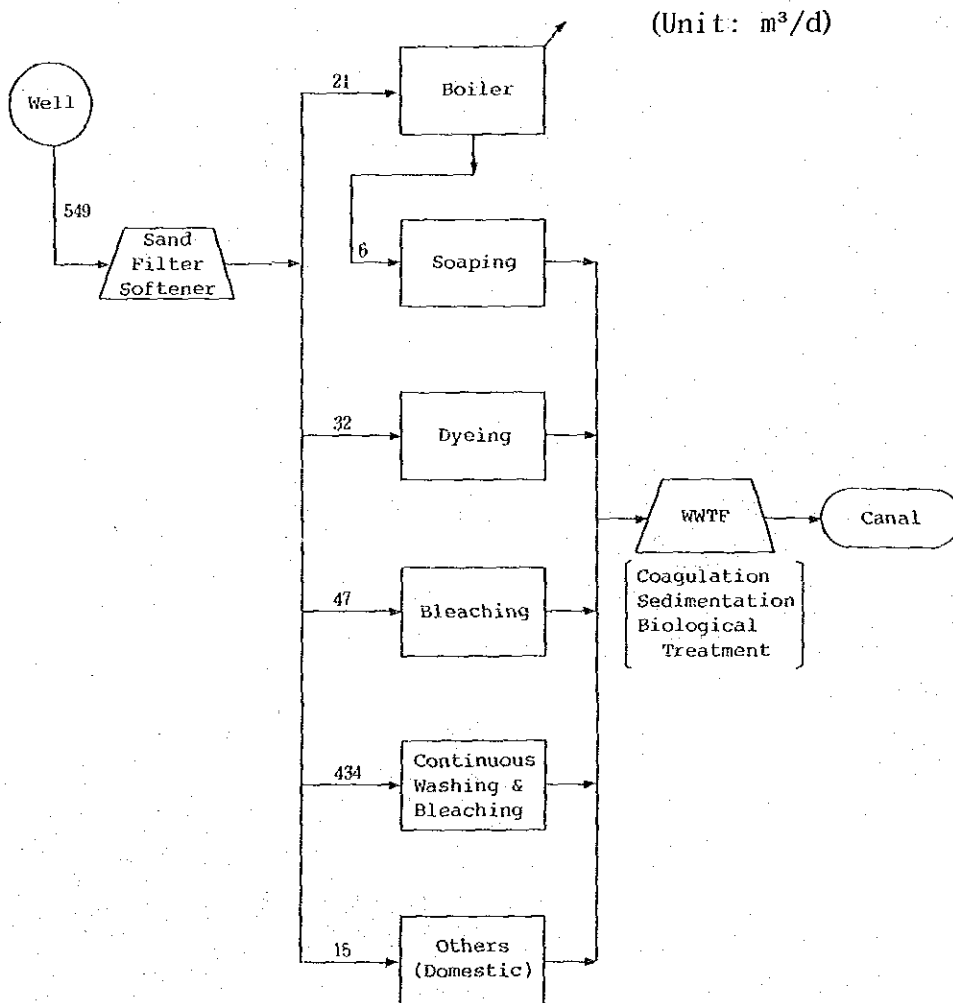 (Unit: m³/d)
Well
549
Sand
Filter
Softener
21
Boiler
6
Soaping
32
Dyeing
47
Bleaching
434
Continuous
Washing &
Bleaching
15
Others
(Domestic)
WWTF
Coagulation
Sedimentation
Biological
Treatment
Canal